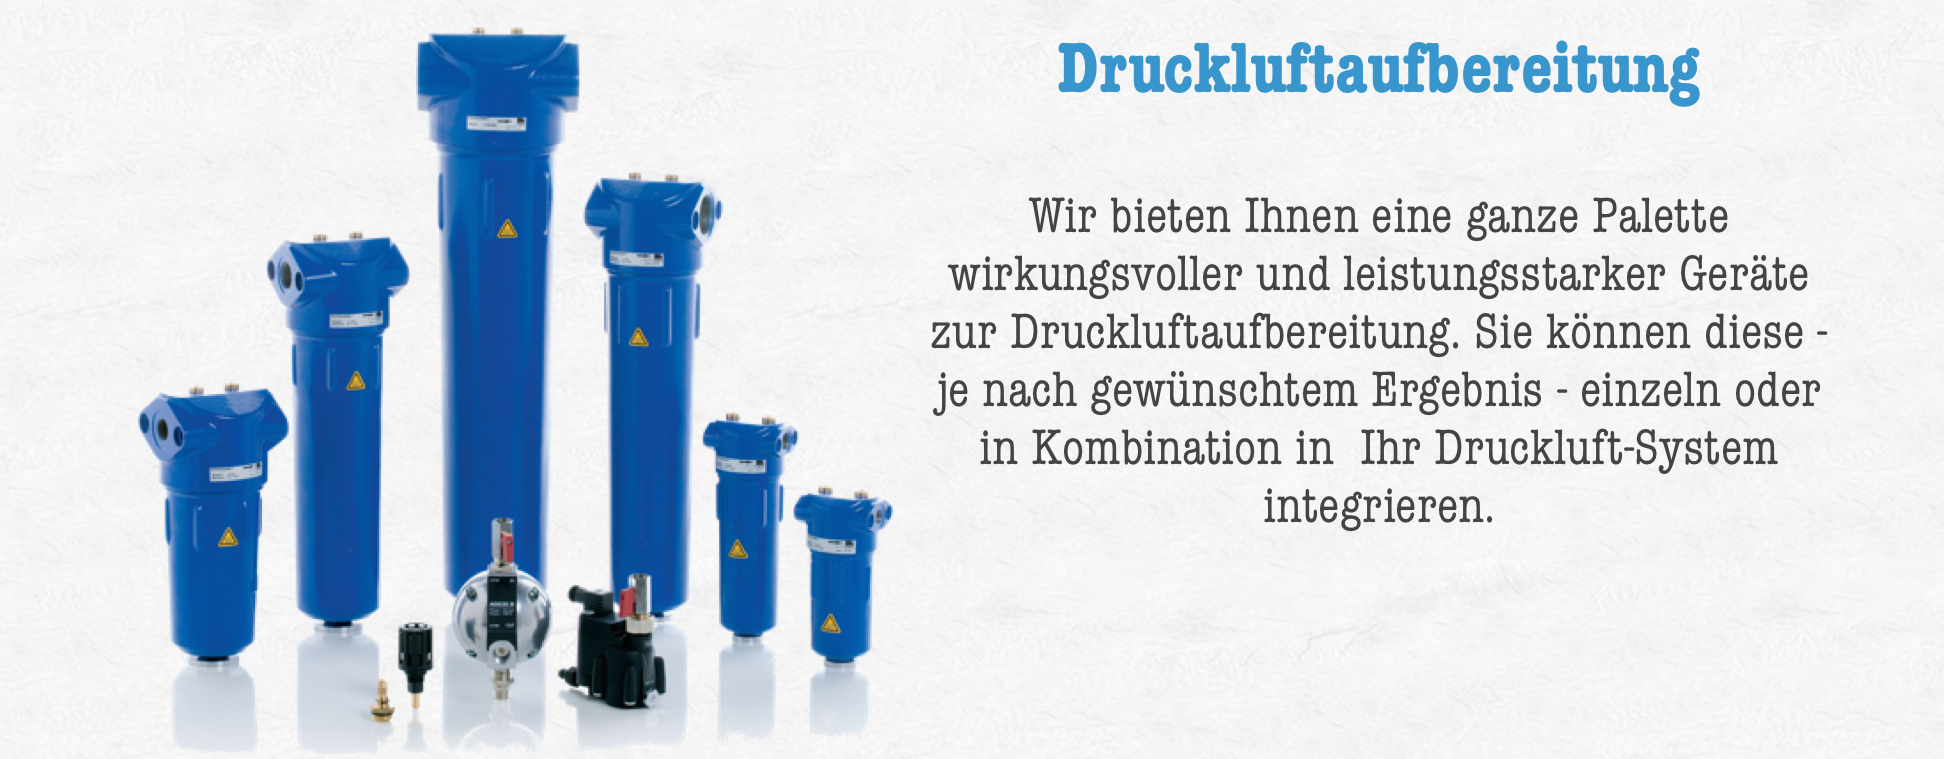 Druckluftaufbereitung
Wir bieten Ihnen eine ganze Palette
wirkungsvoller und leistungsstarker Geräte
zur Druckluftaufbereitung. Sie können diese -
je nach gewünschtem Ergebnis - einzeln oder
in Kombination in  Ihr Druckluft-System
integrieren.